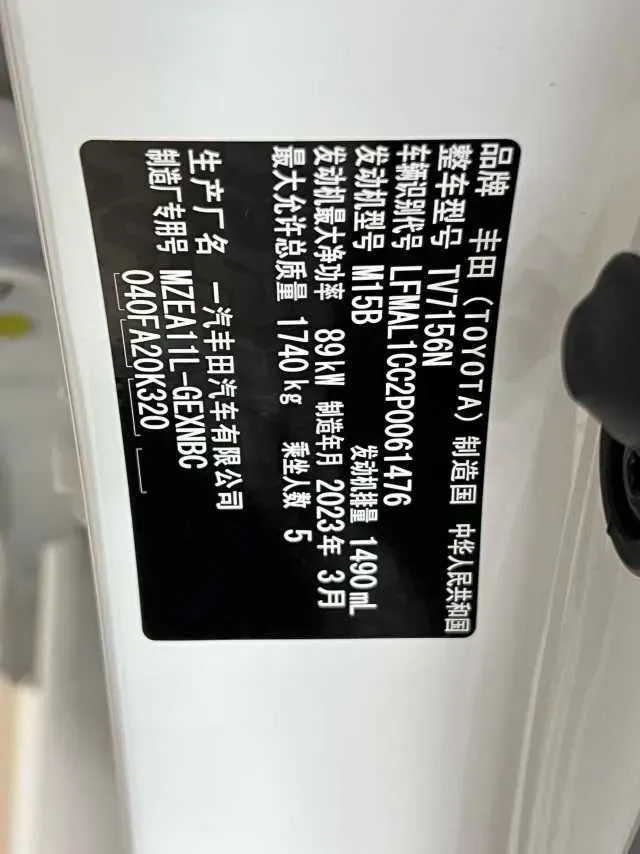 品牌 丰田 (TOYOTA) 制造国 中华人民共和国
整车型号 TV7156N
车辆识别代号 LFMAL1CC2P0061476
发动机型号 M15B 发动机排量 1490mL
发动机最大净功率 89kW 制造年月 2023年 3月
最大允许总质量 1740kg 乘坐人数 5
生产厂名 一汽丰田汽车有限公司
制造厂专用号 MZEA11L-GEXNBC
040FA20K320